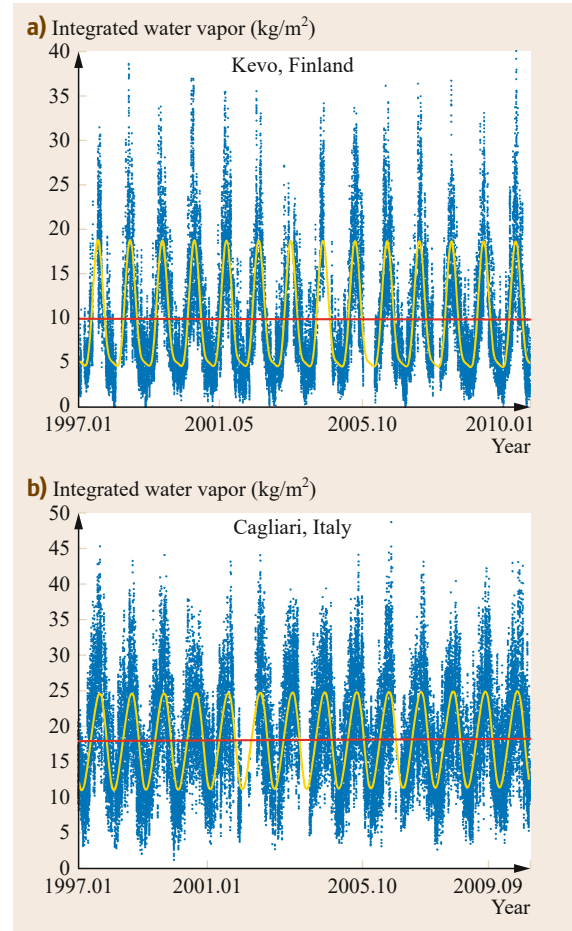 a) Integrated water vapor (kg/m²)
40
Kevo, Finland
35
30
25
20
15
10
5
0
1997.01 2001.05 2005.10 2010.01
Year
b) Integrated water vapor (kg/m²)
50
Cagliari, Italy
45
40
35
30
25
20
15
10
5
0
1997.01 2001.01 2005.10 2009.09
Year